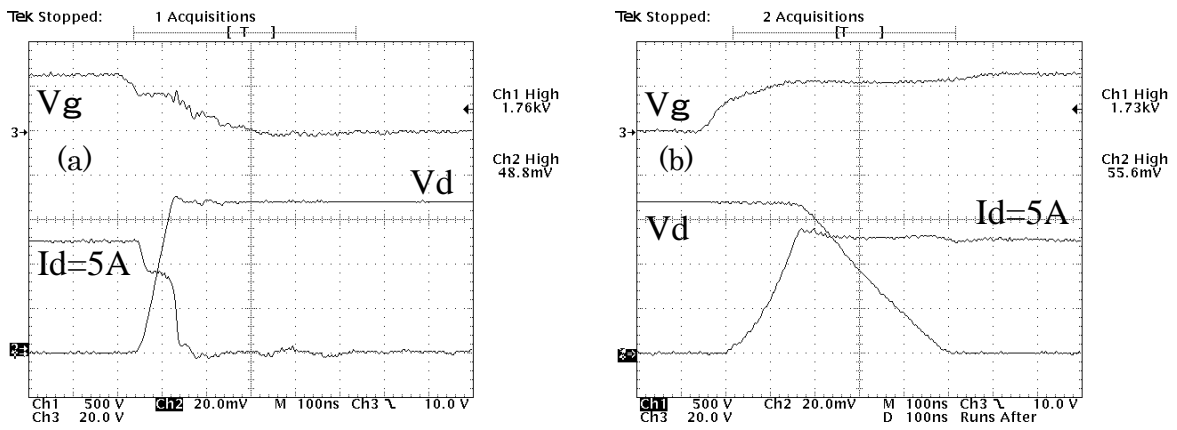 Tek Stopped: 1 Acquisitions
[ T ]
Vg
3
(a)
Vd
Id=5A
Ch1 High
1.76kV
Ch2 High
48.8mV
Ch1 500 V Ch2 20.0mV M 100ns Ch3 10.0 V
Ch3 20.0 V
Tek Stopped: 2 Acquisitions
[ T ]
Vg
3
(b)
Vd
Id=5A
Ch1 High
1.73kV
Ch2 High
55.6mV
Ch1 500 V Ch2 20.0mV M 100ns Ch3 10.0 V
Ch3 20.0 V D 100ns Runs After